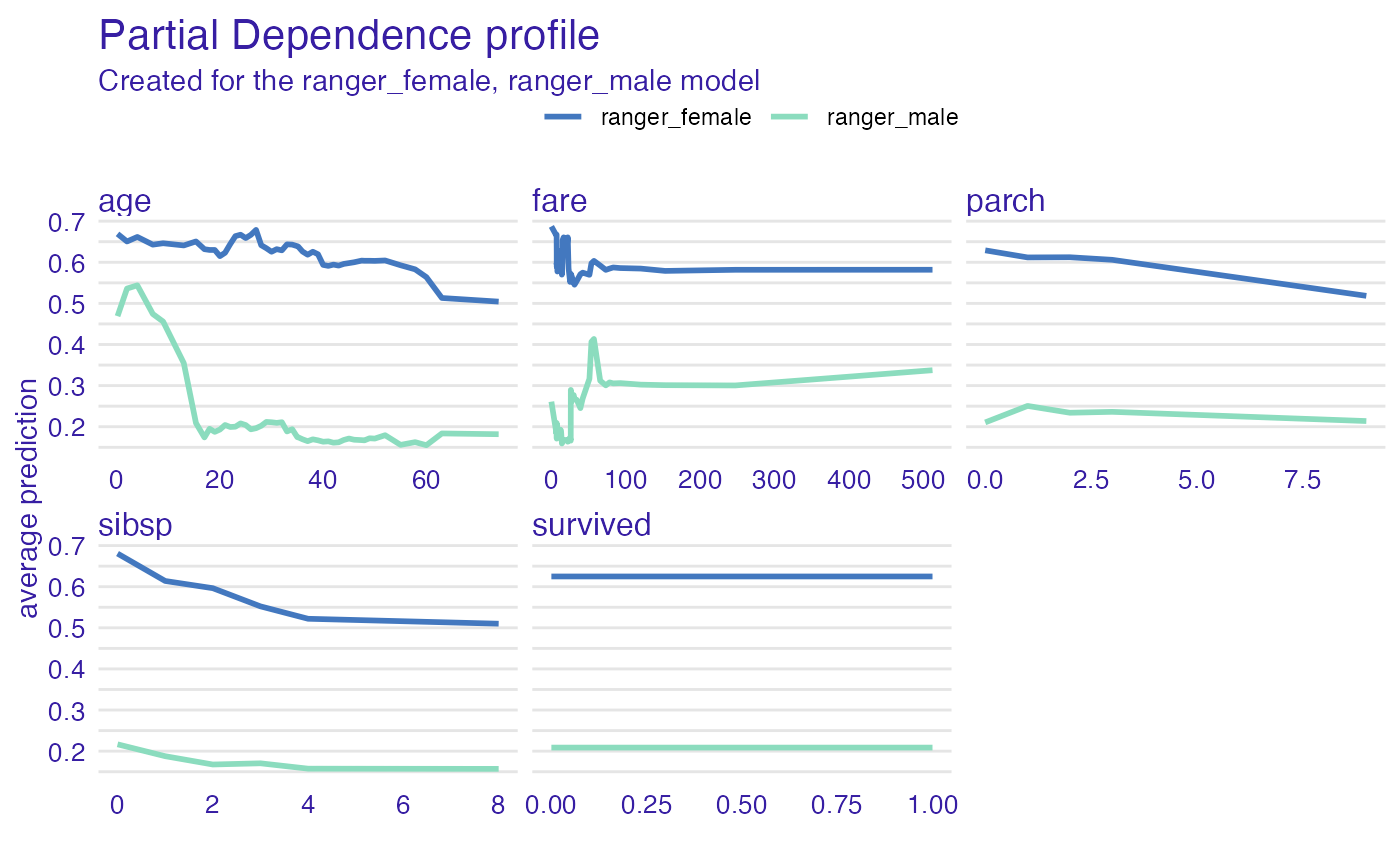 Partial Dependence profile
Created for the ranger_female, ranger_male model
ranger_female ranger_male
age fare parch
0.7
0.6
0.5
0.4
0.3
0.2
0 20 40 60 0 100 200 300 400 500 0.0 2.5 5.0 7.5
average prediction
sibsp survived
0.7
0.6
0.5
0.4
0.3
0.2
0 2 4 6 8 0.00 0.25 0.50 0.75 1.00